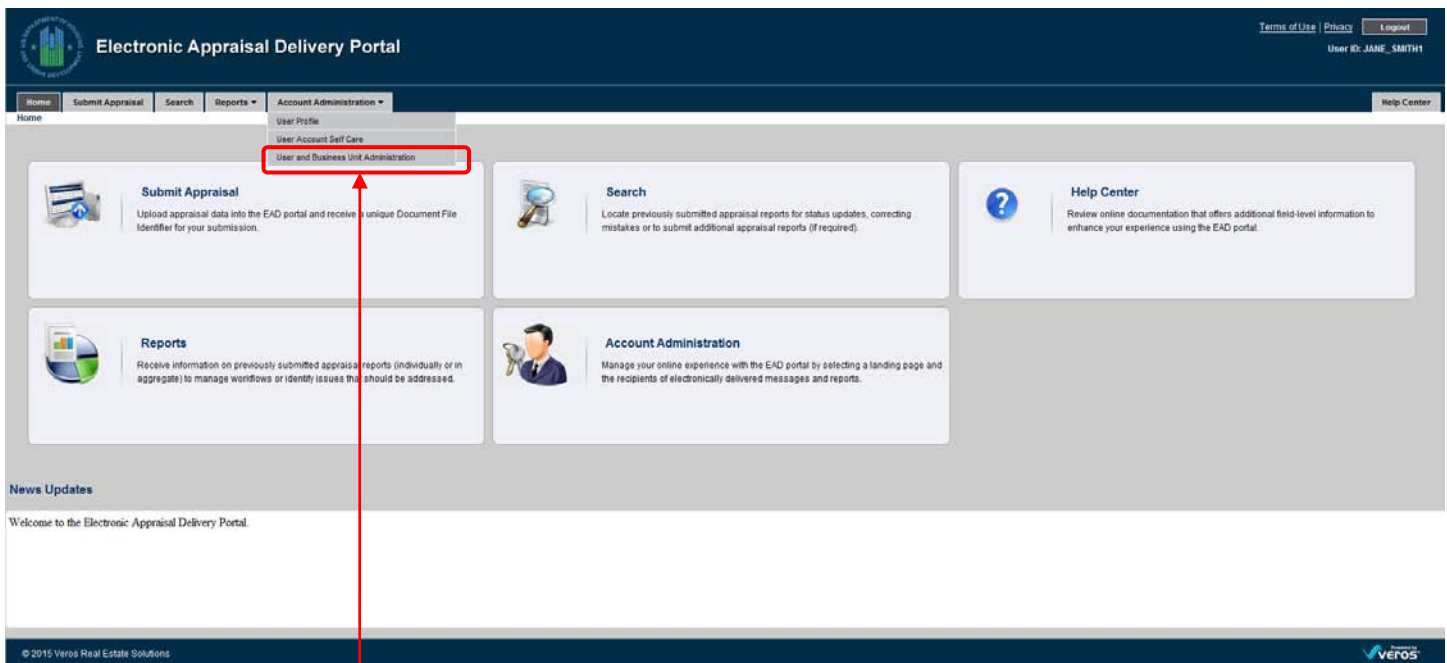 Terms of Use | Privacy Logout
Electronic Appraisal Delivery Portal
User ID: JANE_SMITH1
Home Submit Appraisal Search Reports Account Administration Help Center
Home
User Profile
User Account Self Care
User and Business Unit Administration
Submit Appraisal
Upload appraisal data into the EAD portal and receive a unique Document File
Identifier for your submission.
Search
Locate previously submitted appraisal reports for status updates, correcting
mistakes or to submit additional appraisal reports (if required).
Help Center
Review online documentation that offers additional field-level information to
enhance your experience using the EAD portal.
Reports
Receive information on previously submitted appraisal reports (individually or in
aggregate) to manage workflows or identify issues that should be addressed.
Account Administration
Manage your online experience with the EAD portal by selecting a landing page and
the recipients of electronically delivered messages and reports.
News Updates
Welcome to the Electronic Appraisal Delivery Portal.
© 2015 Veros Real Estate Solutions
Powered by
veros